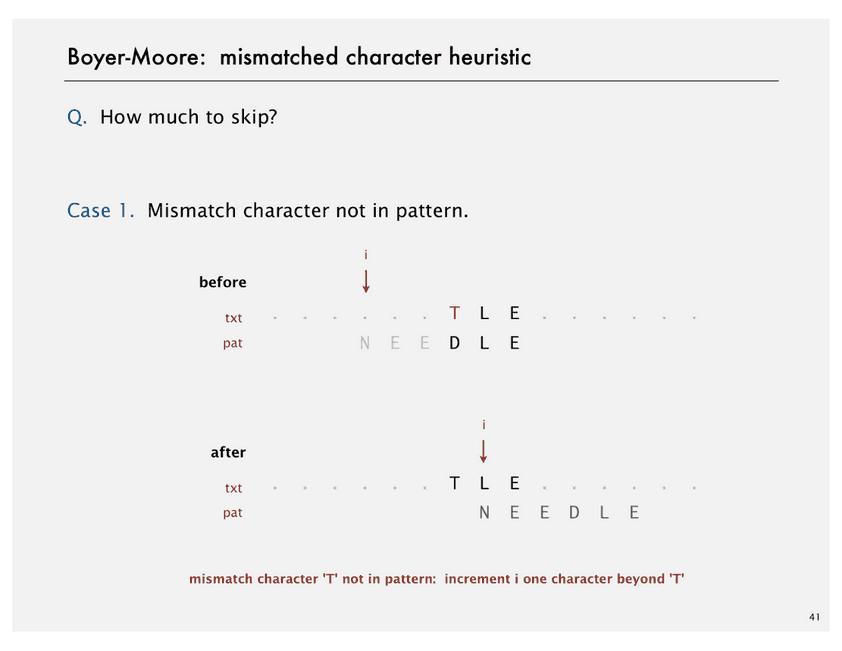 Boyer-Moore: mismatched character heuristic
Q. How much to skip?
Case 1. Mismatch character not in pattern.
i
before
txt . . . . . . T L E . . . . . .
pat N E E D L E
i
after
txt . . . . . . T L E . . . . . .
pat N E E D L E
mismatch character 'T' not in pattern: increment i one character beyond 'T'
41